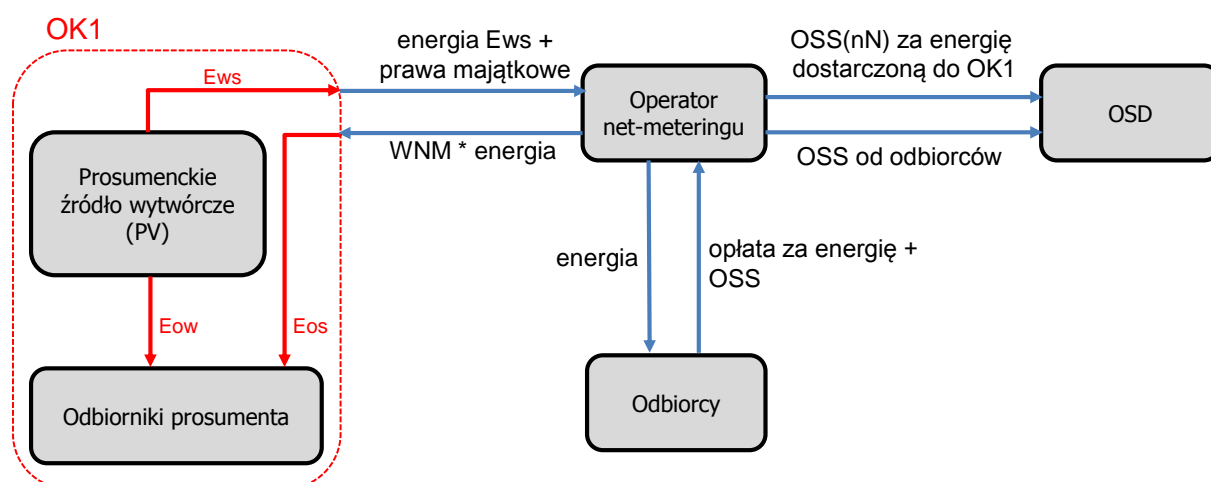 OK1
Ews
energia Ews +
prawa majątkowe
OSS(nN) za energię
dostarczoną do OK1
Operator
net-meteringu
OSD
WNM * energia
OSS od odbiorców
Prosumenckie
źródło wytwórcze
(PV)
energia
opłata za energię +
OSS
Eow
Eos
Odbiorniki prosumenta
Odbiorcy